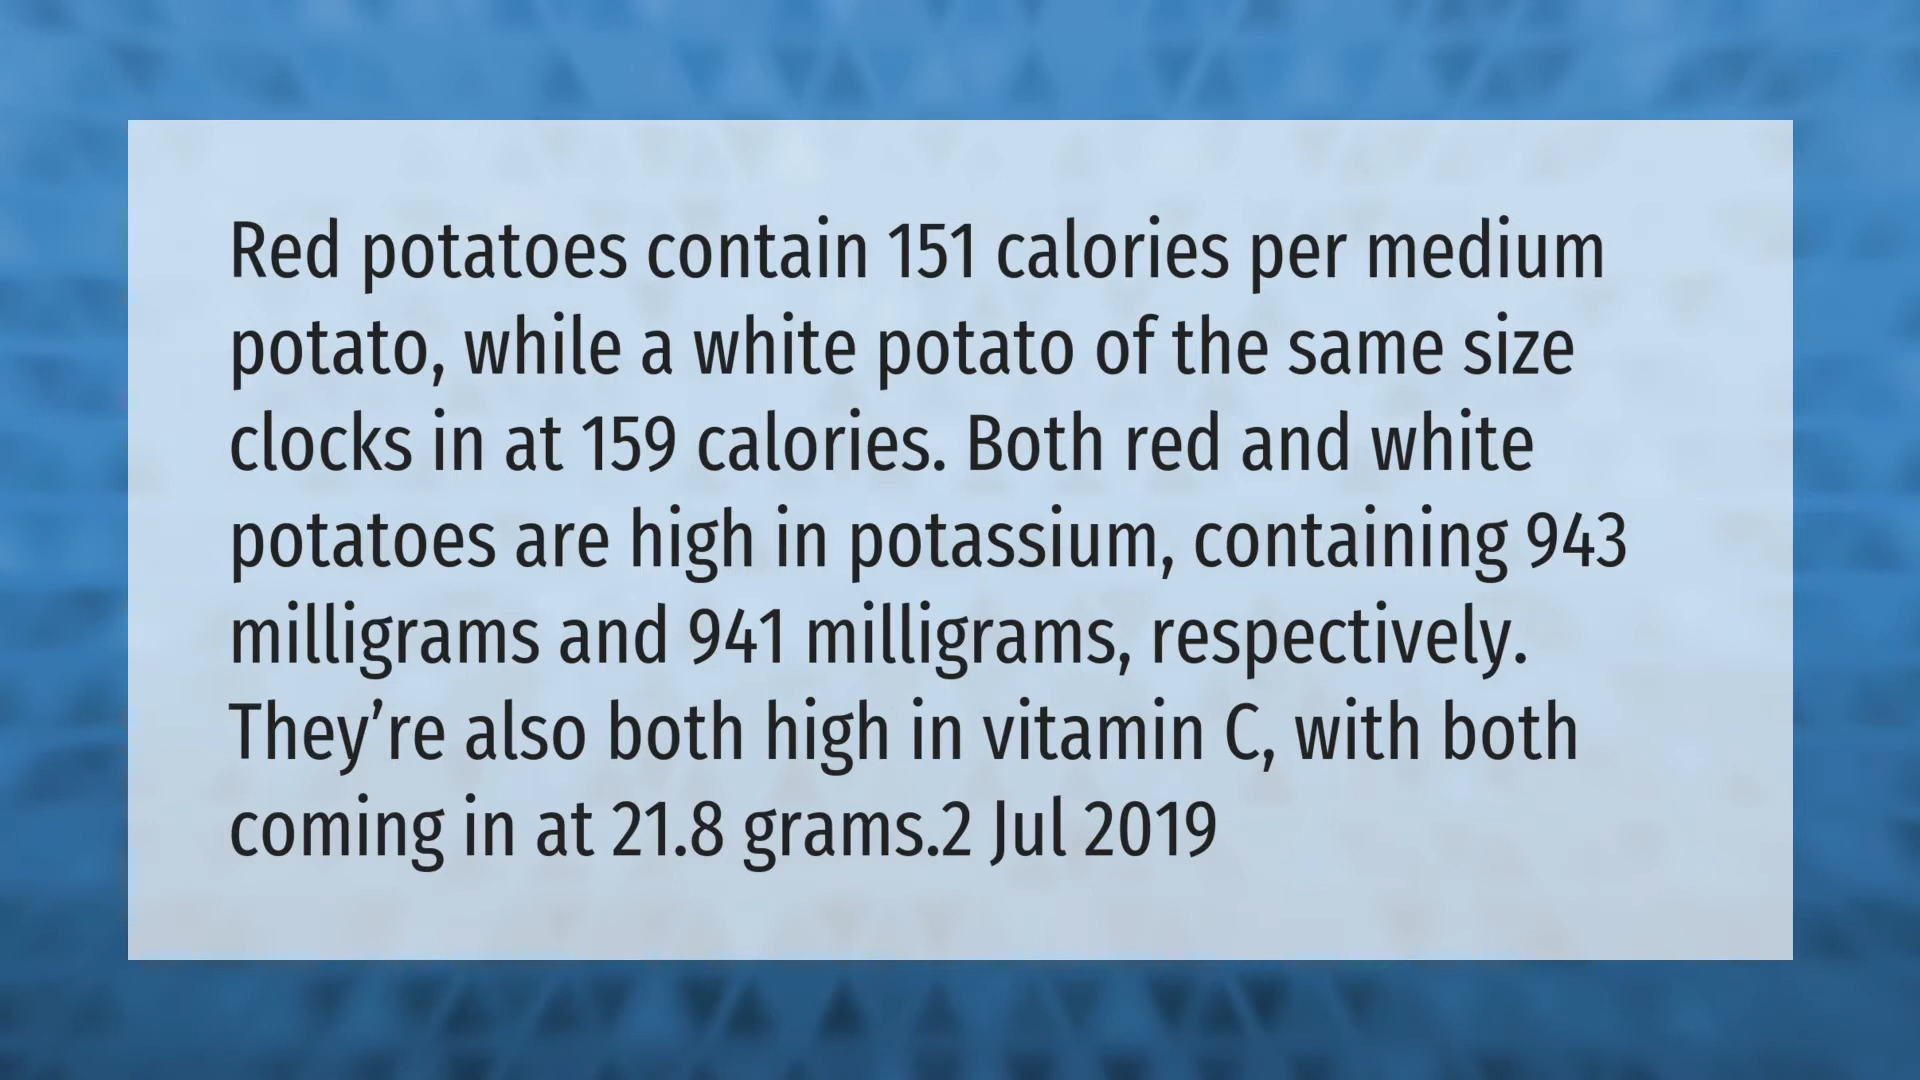 Red potatoes contain 151 calories per medium
potato, while a white potato of the same size
clocks in at 159 calories. Both red and white
potatoes are high in potassium, containing 943
milligrams and 941 milligrams, respectively.
They’re also both high in vitamin C, with both
coming in at 21.8 grams.2 Jul 2019